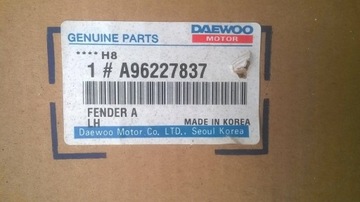 GENUINE PARTS
DAEWOO
MOTOR
**** H8
1 # A96227837
FENDER A
LH
MADE IN KOREA
Daewoo Motor Co, LTD., Seoul Korea